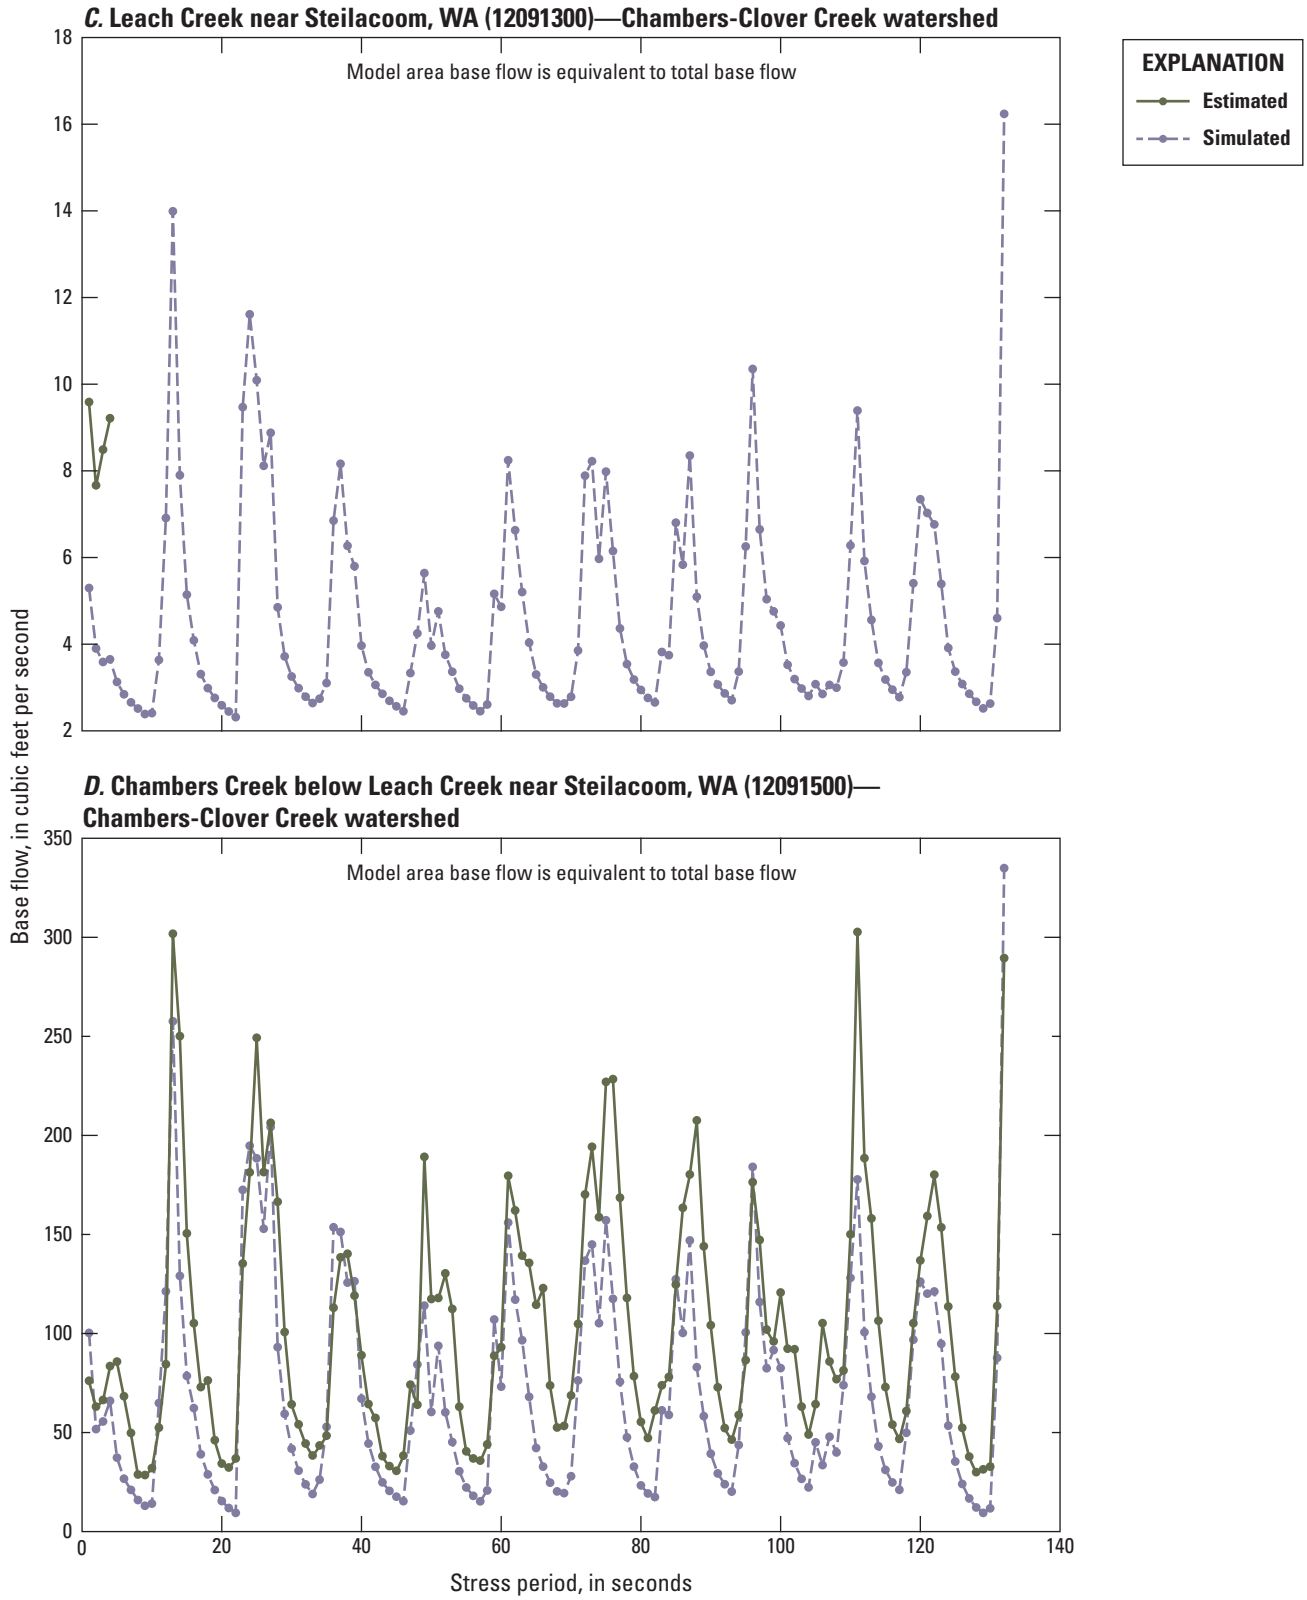 C. Leach Creek near Steilacoom, WA (12091300)—Chambers-Clover Creek watershed
Model area base flow is equivalent to total base flow
18
16
14
12
10
8
6
4
2
EXPLANATION
Estimated
Simulated
Base flow, in cubic feet per second
D. Chambers Creek below Leach Creek near Steilacoom, WA (12091500)—
Chambers-Clover Creek watershed
Model area base flow is equivalent to total base flow
350
300
250
200
150
100
50
0
0 20 40 60 80 100 120 140
Stress period, in seconds